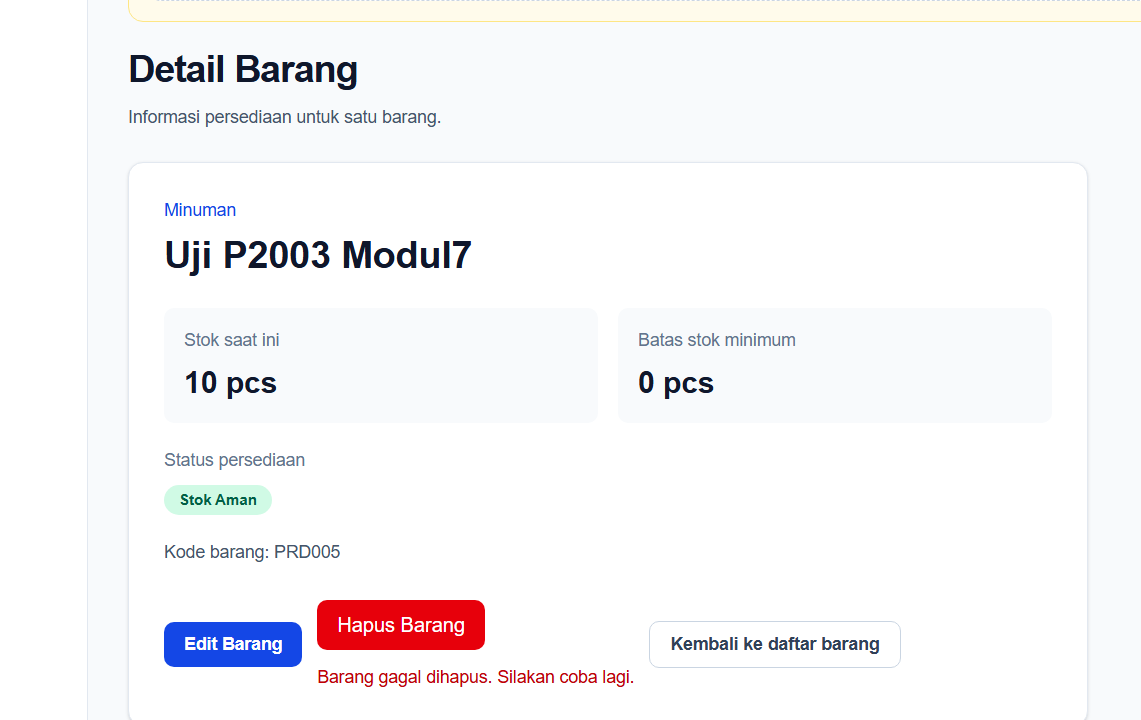 Detail Barang
Informasi persediaan untuk satu barang.
Minuman
Uji P2003 Modul7
Stok saat ini
10 pcs
Batas stok minimum
0 pcs
Status persediaan
Stok Aman
Kode barang: PRD005
Edit Barang
Hapus Barang
Barang gagal dihapus. Silakan coba lagi.
Kembali ke daftar barang